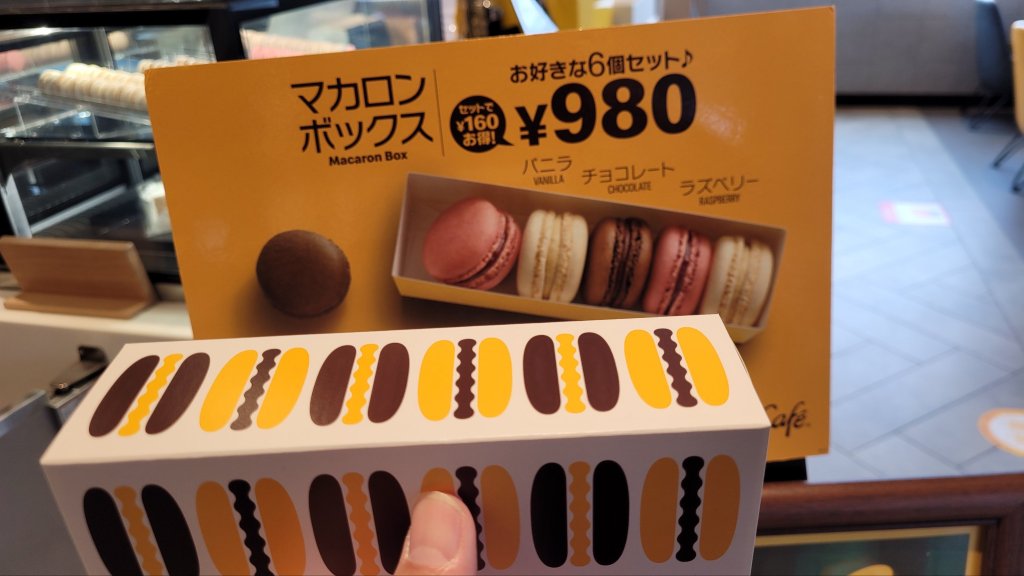 マカロン
ボックス
Macaron Box
セットで
¥160
お得!
お好きな6個セット♪
¥980
バニラ
VANILLA
チョコレート
CHOCOLATE
ラズベリー
RASPBERRY
Café